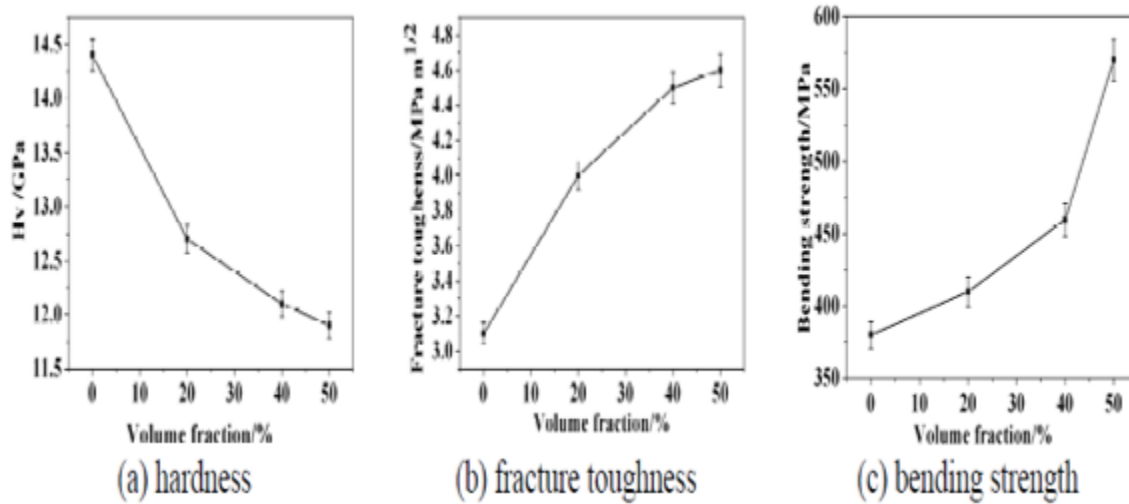 Hv /GPa
14.5
14.0
13.5
13.0
12.5
12.0
11.5
0 10 20 30 40 50
Volume fraction/%
(a) hardness
Fracture toughenss/MPa m^1/2
4.8
4.6
4.4
4.2
4.0
3.8
3.6
3.4
3.2
3.0
0 10 20 30 40 50
Volume fraction/%
(b) fracture toughness
Bending strength/MPa
600
550
500
450
400
350
0 10 20 30 40 50
Volume fraction/%
(c) bending strength